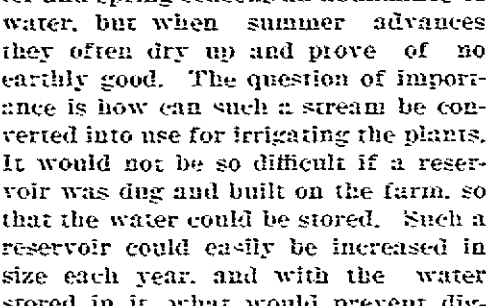 ter and spring seasons an abundance of
water, but when summer advances
they often dry up and prove of no
earthly good. The question of import-
ance is how can such a stream be con-
verted into use for irrigating the plants.
It would not be so difficult if a reser-
voir was dug and built on the farm, so
that the water could be stored. Such a
reservoir could easily be increased in
size each year, and with the water
stored in it, what would prevent